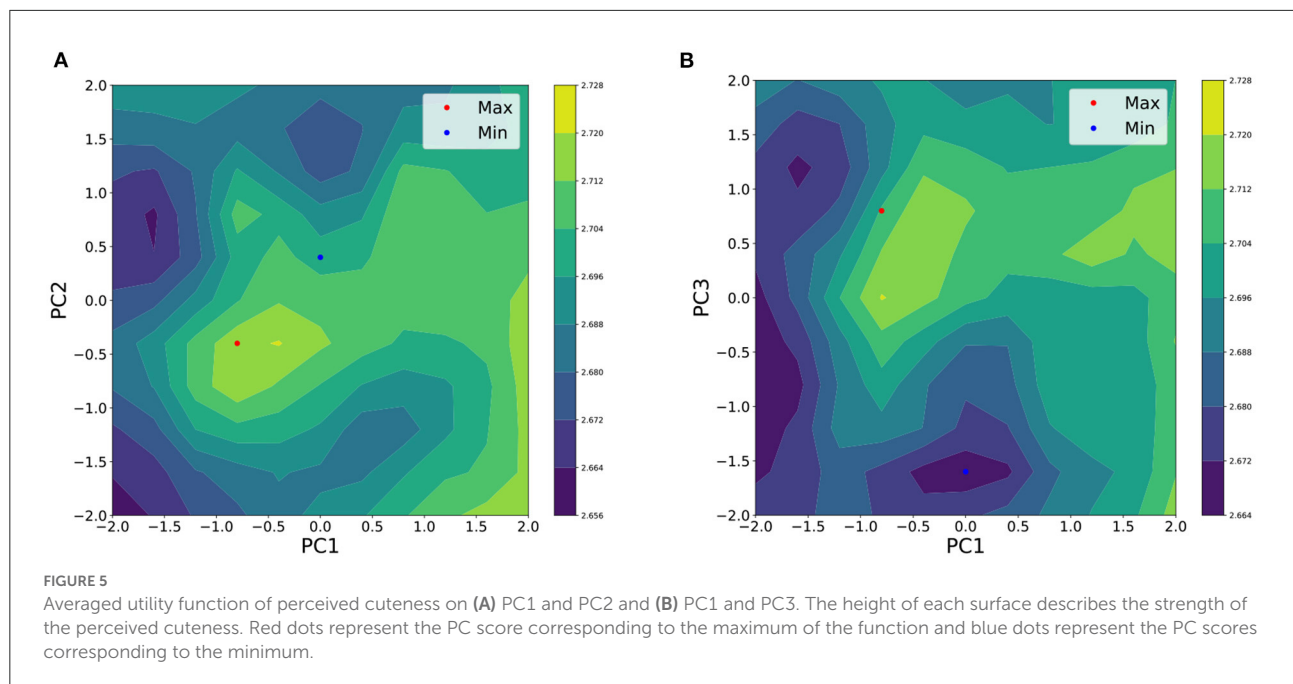 A
B
2.0
1.5
1.0
0.5
0.0
−0.5
−1.0
−1.5
−2.0
PC2
−2.0 −1.5 −1.0 −0.5 0.0 0.5 1.0 1.5 2.0
PC1
Max
Min
2.728
2.720
2.712
2.704
2.696
2.688
2.680
2.672
2.664
2.656
2.0
1.5
1.0
0.5
0.0
−0.5
−1.0
−1.5
−2.0
PC3
−2.0 −1.5 −1.0 −0.5 0.0 0.5 1.0 1.5 2.0
PC1
Max
Min
2.728
2.720
2.712
2.704
2.696
2.688
2.680
2.672
2.664
FIGURE 5
Averaged utility function of perceived cuteness on (A) PC1 and PC2 and (B) PC1 and PC3. The height of each surface describes the strength of
the perceived cuteness. Red dots represent the PC score corresponding to the maximum of the function and blue dots represent the PC scores
corresponding to the minimum.